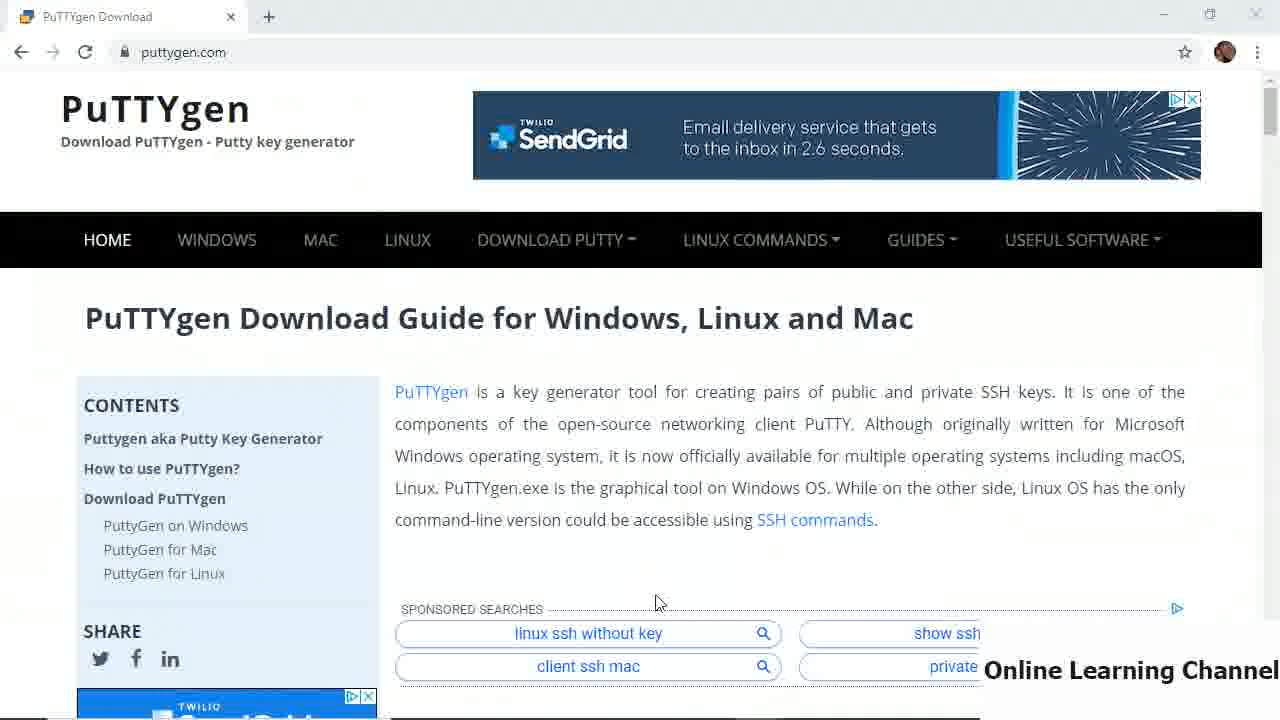 PuTTYgen Download
puttygen.com
PuTTYgen
Download PuTTYgen - Putty key generator
TWILIO
SendGrid
Email delivery service that gets
to the inbox in 2.6 seconds.
HOME WINDOWS MAC LINUX DOWNLOAD PUTTY LINUX COMMANDS GUIDES USEFUL SOFTWARE
PuTTYgen Download Guide for Windows, Linux and Mac
CONTENTS
Puttygen aka Putty Key Generator
How to use PuTTYgen?
Download PuTTYgen
PuttyGen on Windows
PuttyGen for Mac
PuttyGen for Linux
SHARE
TWILIO
PuTTYgen is a key generator tool for creating pairs of public and private SSH keys. It is one of the
components of the open-source networking client PuTTY. Although originally written for Microsoft
Windows operating system, it is now officially available for multiple operating systems including macOS,
Linux. PuTTYgen.exe is the graphical tool on Windows OS. While on the other side, Linux OS has the only
command-line version could be accessible using SSH commands.
SPONSORED SEARCHES
linux ssh without key
show ssh
client ssh mac
private
Online Learning Channel